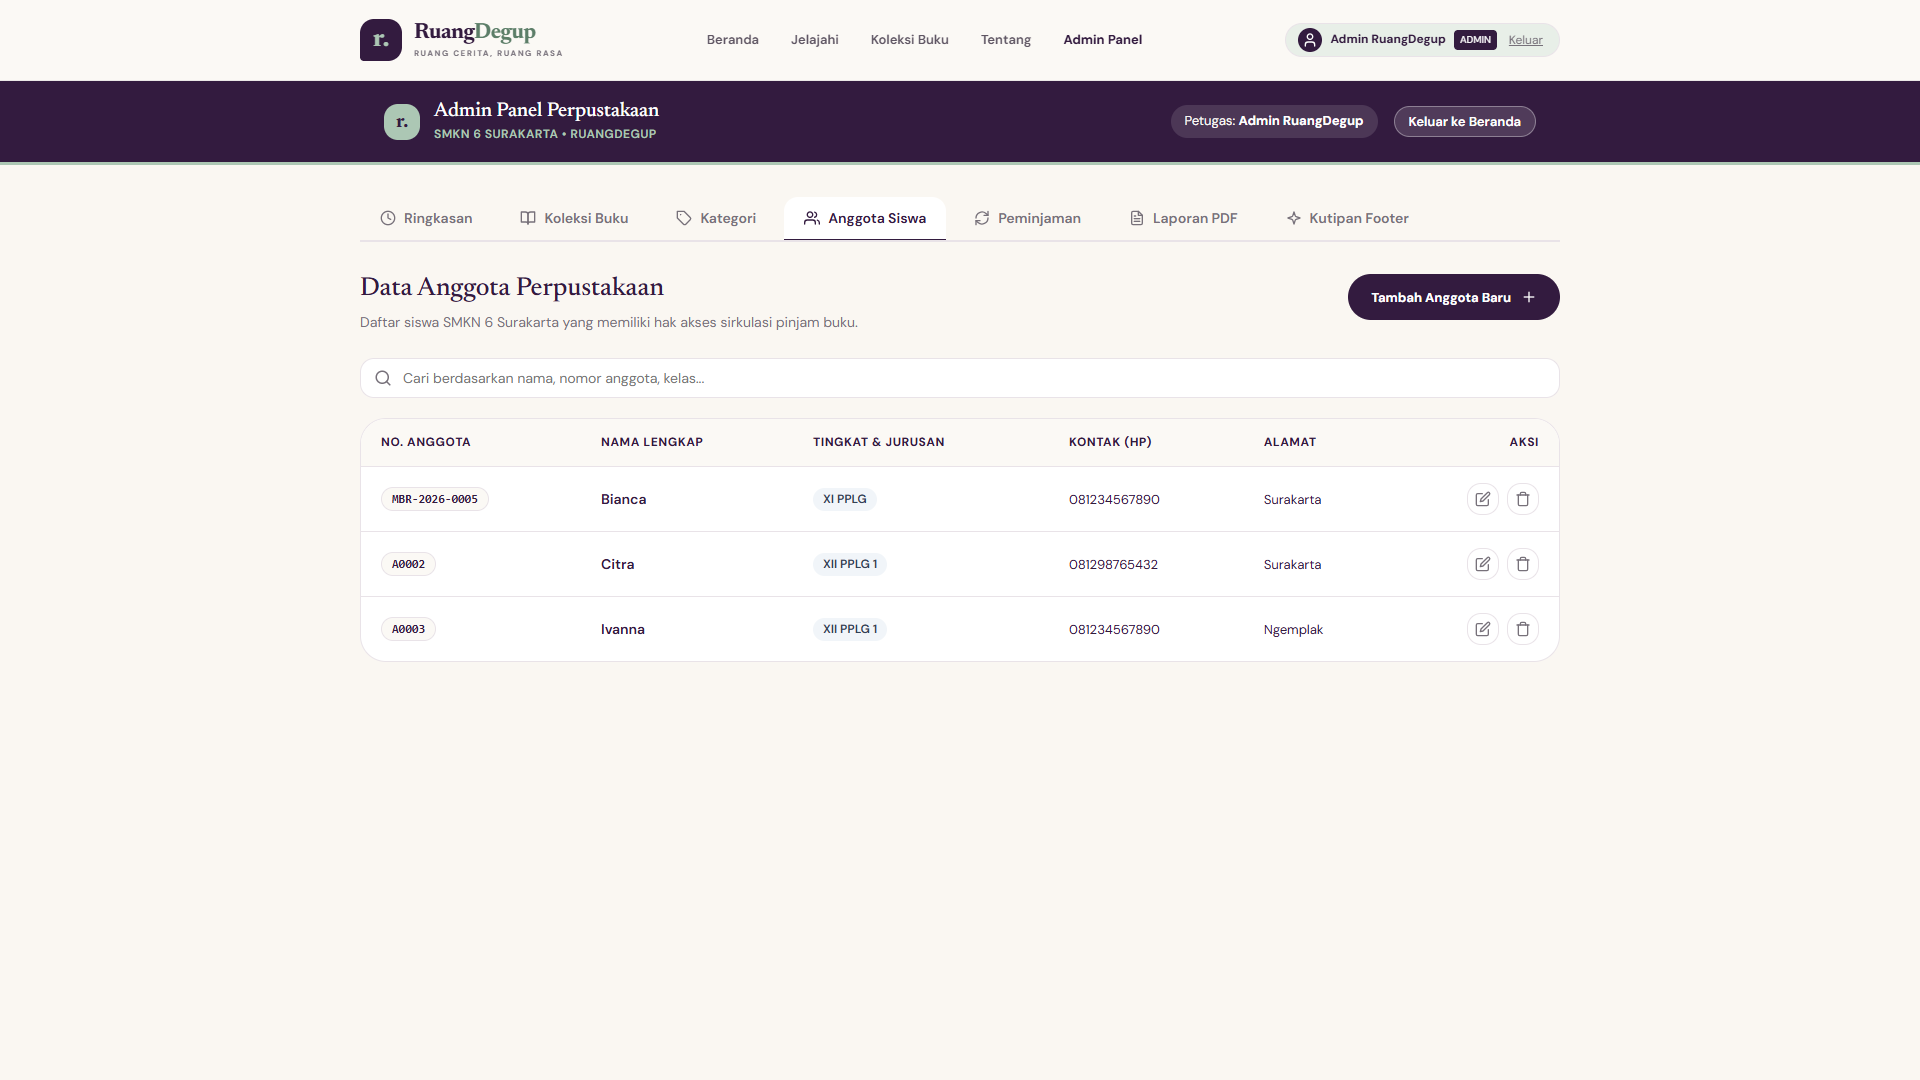 r.
RuangDegup
RUANG CERITA, RUANG RASA
Beranda
Jelajahi
Koleksi Buku
Tentang
Admin Panel
Admin RuangDegup
ADMIN
Keluar
r.
Admin Panel Perpustakaan
SMKN 6 SURAKARTA • RUANGDEGUP
Petugas: Admin RuangDegup
Keluar ke Beranda
Ringkasan
Koleksi Buku
Kategori
Anggota Siswa
Peminjaman
Laporan PDF
Kutipan Footer
Data Anggota Perpustakaan
Daftar siswa SMKN 6 Surakarta yang memiliki hak akses sirkulasi pinjam buku.
Tambah Anggota Baru +
Cari berdasarkan nama, nomor anggota, kelas...
NO. ANGGOTA NAMA LENGKAP TINGKAT & JURUSAN KONTAK (HP) ALAMAT AKSI
MBR-2026-0005 Bianca XI PPLG 081234567890 Surakarta
A0002 Citra XII PPLG 1 081298765432 Surakarta
A0003 Ivanna XII PPLG 1 081234567890 Ngemplak